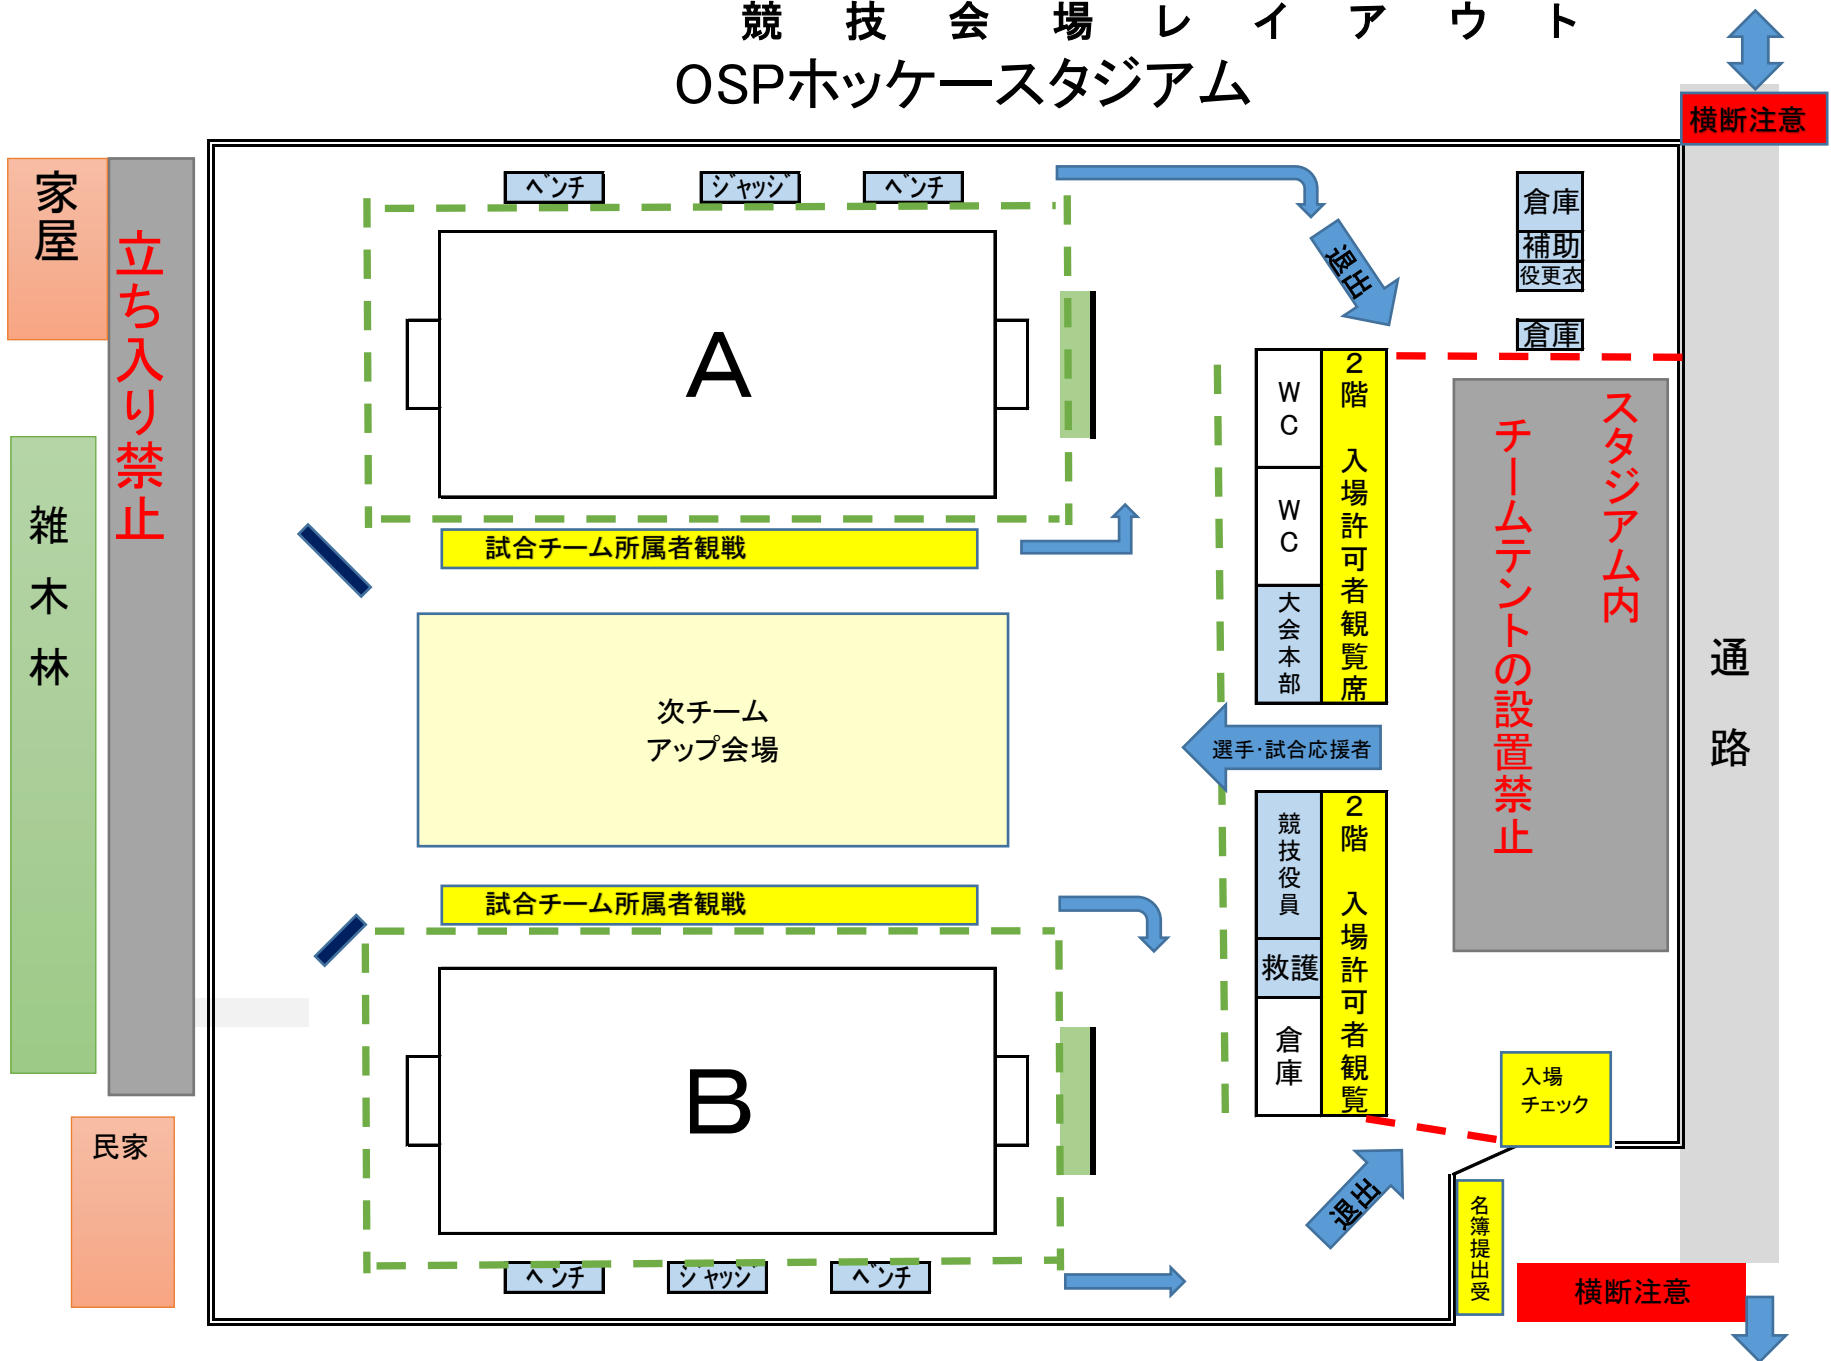 競技会場レイアウト
OSPホッケースタジアム
横断注意
家屋
立ち入り禁止
雑木林
民家
ベンチ
ジャッジ
ベンチ
A
試合チーム所属者観戦
次チーム
アップ会場
試合チーム所属者観戦
B
ベンチ
ジャッジ
ベンチ
退出
倉庫
補助
役更衣
倉庫
WC
WC
大会本部
2階 入場許可者観覧席
選手・試合応援者
競技役員
救護
倉庫
2階 入場許可者観覧
スタジアム内
チームテントの設置禁止
通路
入場
チェック
退出
名簿提出受
横断注意